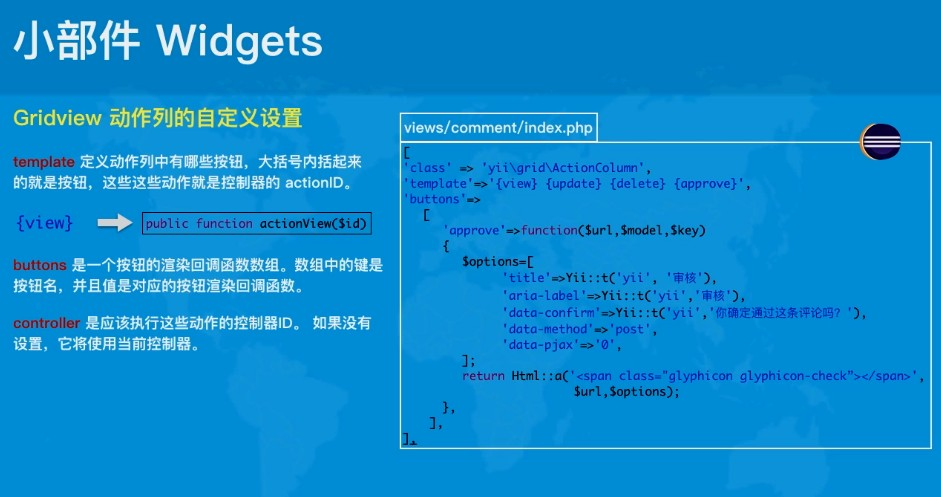 小部件 Widgets
Gridview 动作列的自定义设置
template 定义动作列中有哪些按钮，大括号内括起来
的就是按钮，这些这些动作就是控制器的 actionID。
{view}
public function actionView($id)
buttons 是一个按钮的渲染回调函数数组。数组中的键是
按钮名，并且值是对应的按钮渲染回调函数。
controller 是应该执行这些动作的控制器ID。 如果没有
设置，它将使用当前控制器。
views/comment/index.php
[
'class' => 'yii\grid\ActionColumn',
'template'=>'{view} {update} {delete} {approve}',
'buttons'=>
[
'approve'=>function($url,$model,$key)
{
$options=[
'title'=>Yii::t('yii', '审核'),
'aria-label'=>Yii::t('yii','审核'),
'data-confirm'=>Yii::t('yii','你确定通过这条评论吗？'),
'data-method'=>'post',
'data-pjax'=>'0',
];
return Html::a('<span class="glyphicon glyphicon-check"></span>',
$url,$options);
},
],
],